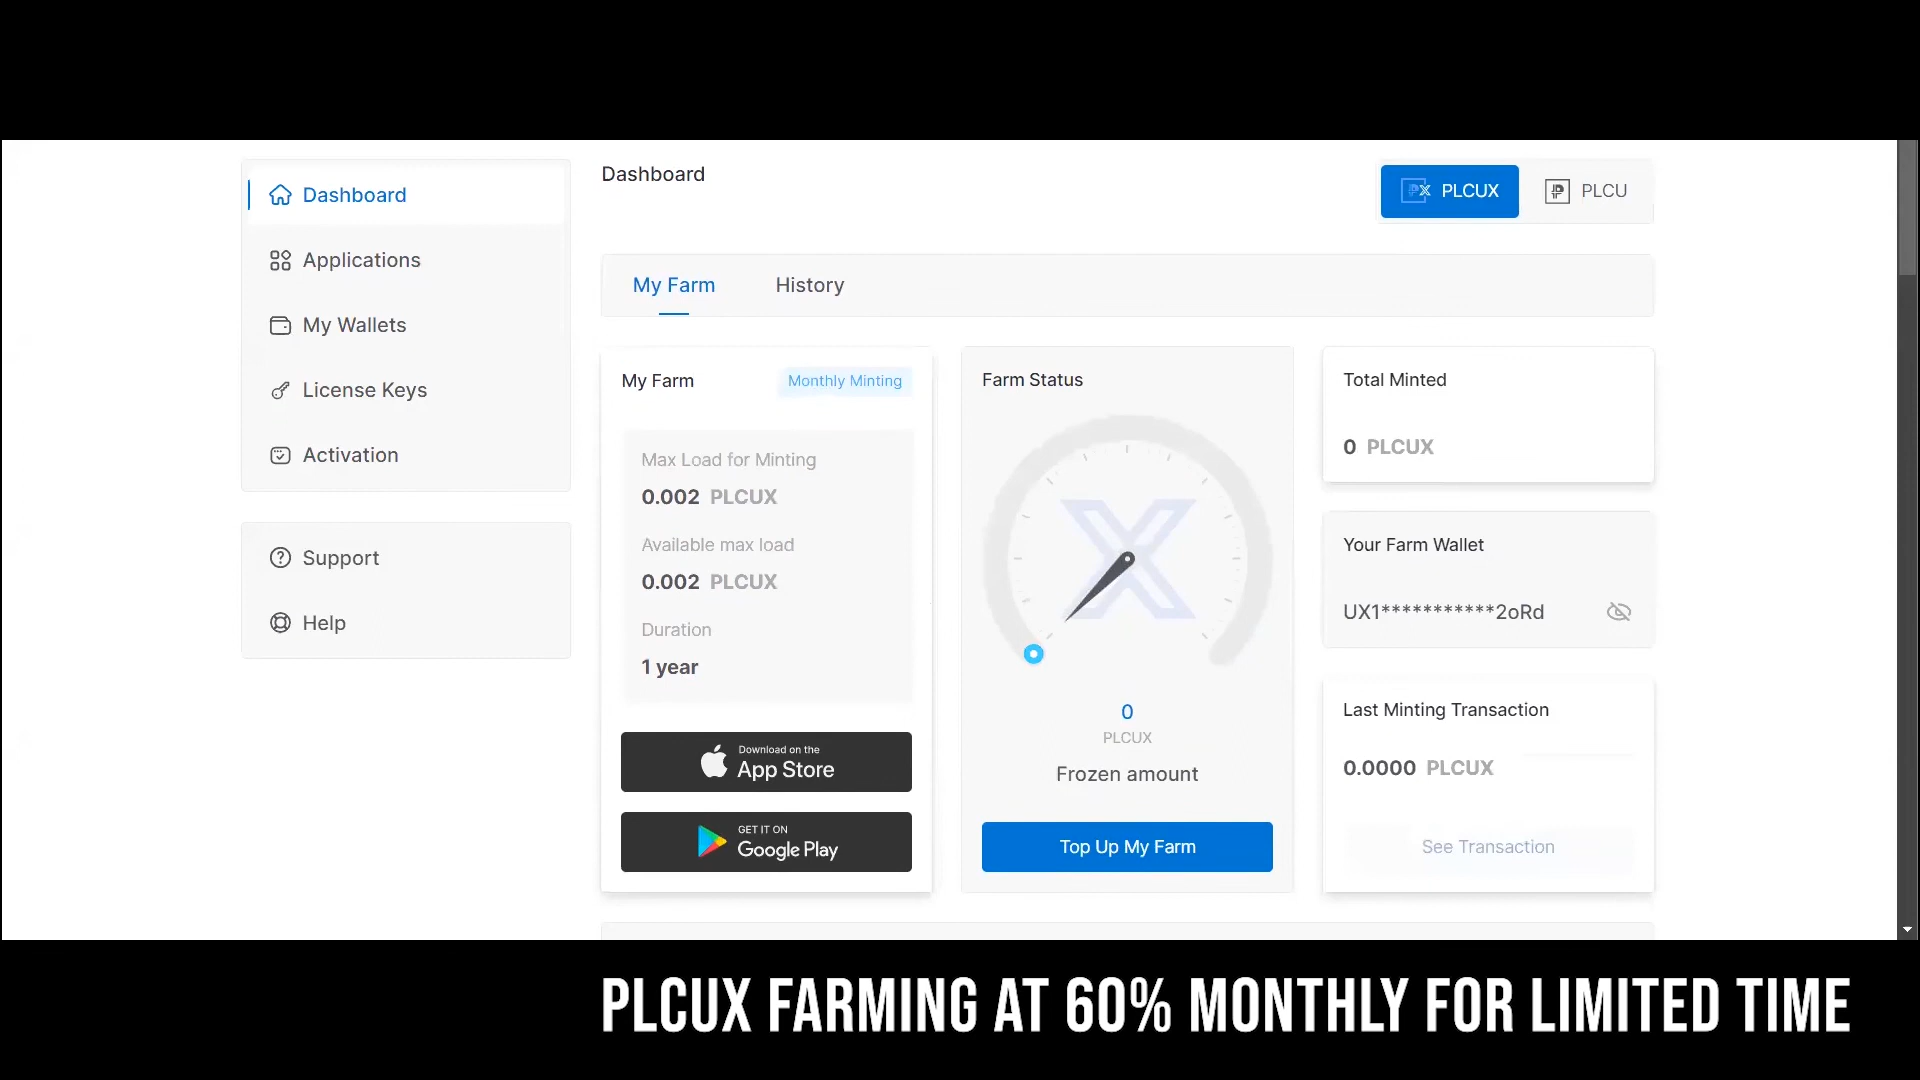 Dashboard
Applications
My Wallets
License Keys
Activation
Support
Help
Dashboard
PLCUX
PLCU
My Farm
History
My Farm
Monthly Minting
Max Load for Minting
0.002 PLCUX
Available max load
0.002 PLCUX
Duration
1 year
Download on the
App Store
GET IT ON
Google Play
Farm Status
0
PLCUX
Frozen amount
Top Up My Farm
Total Minted
0 PLCUX
Your Farm Wallet
UX1***********2oRd
Last Minting Transaction
0.0000 PLCUX
See Transaction
PLCUX FARMING AT 60% MONTHLY FOR LIMITED TIME